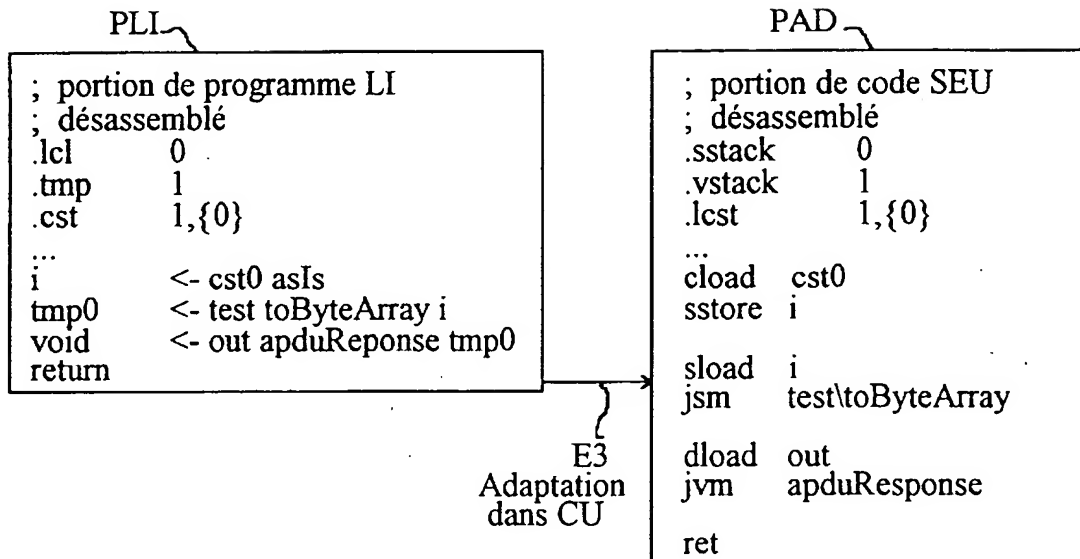 PLI
; portion de programme LI
; désassemblé
.lcl 0
.tmp 1
.cst 1,{0}
...
i <- cst0 asIs
tmp0 <- test toByteArray i
void <- out apduReponse tmp0
return
E3
Adaptation
dans CU
PAD
; portion de code SEU
; désassemblé
.sstack 0
.vstack 1
.lcst 1,{0}
...
cload cst0
sstore i
sload i
jsm test\toByteArray
dload out
jvm apduResponse
ret